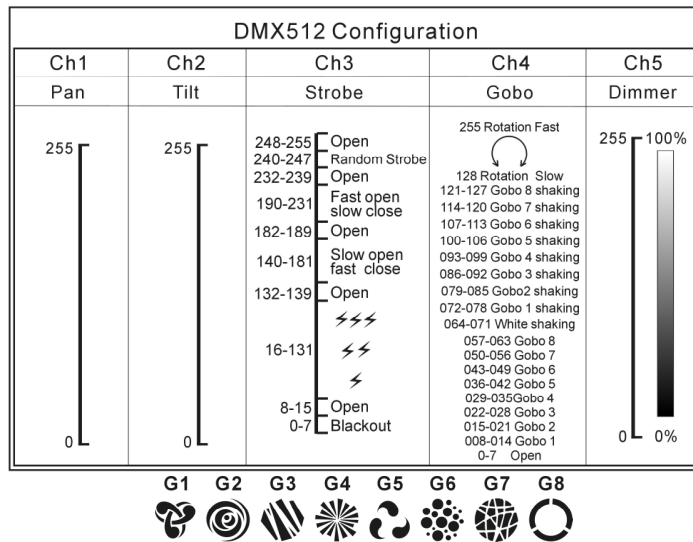 DMX512 Configuration
Ch1 Ch2 Ch3 Ch4 Ch5
Pan Tilt Strobe Gobo Dimmer
255
0
255
0
248-255 Open
240-247 Random Strobe
232-239 Open
190-231 Fast open
slow close
182-189 Open
140-181 Slow open
fast close
132-139 Open
16-131
8-15 Open
0-7 Blackout
255 Rotation Fast
128 Rotation Slow
121-127 Gobo 8 shaking
114-120 Gobo 7 shaking
107-113 Gobo 6 shaking
100-106 Gobo 5 shaking
093-099 Gobo 4 shaking
086-092 Gobo 3 shaking
079-085 Gobo2 shaking
072-078 Gobo 1 shaking
064-071 White shaking
057-063 Gobo 8
050-056 Gobo 7
043-049 Gobo 6
036-042 Gobo 5
029-035Gobo 4
022-028 Gobo 3
015-021 Gobo 2
008-014 Gobo 1
0-7 Open
255 100%
0 0%
G1 G2 G3 G4 G5 G6 G7 G8